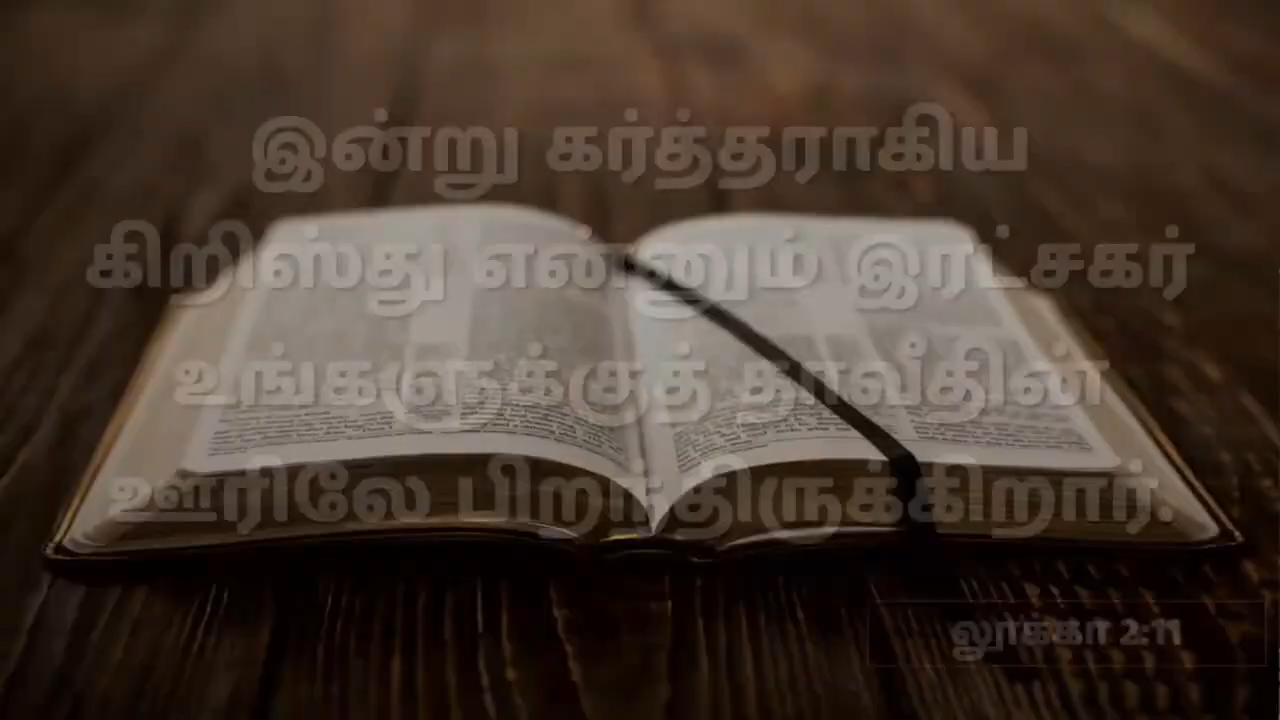 இன்று கர்த்தராகிய
கிறிஸ்து என்னும் இரட்சகர்
உங்களுக்குத் தாவீதின்
ஊரிலே பிறந்திருக்கிறார்.
லூக்கா 2:11